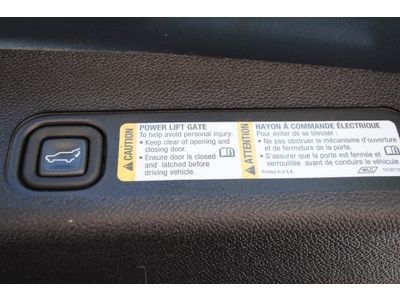 CAUTION
POWER LIFT GATE
To help avoid personal injury:
• Keep clear of opening and
closing door.
• Ensure door is closed
and latched before
driving vehicle.
ATTENTION
HAYON À COMMANDE ÉLECTRIQUE
Pour éviter de se blesser :
• Ne pas obstruer le mécanisme d'ouverture
et de fermeture de la porte.
• S'assurer que la porte est fermée et
verrouillée avant de conduire le véhicule.
Printed in U.S.A.